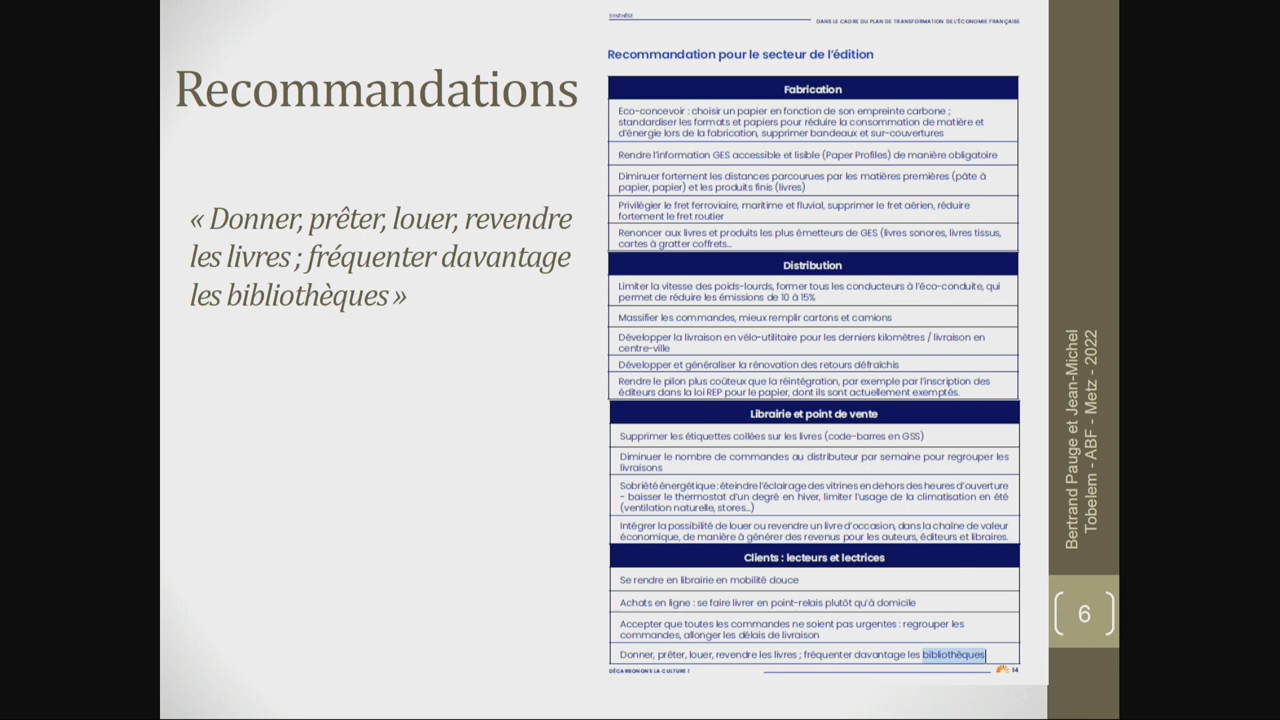 Recommandations
« Donner, prêter, louer, revendre
les livres ; fréquenter davantage
les bibliothèques »
SYNTHÈSE
DANS LE CADRE DU PLAN DE TRANSFORMATION DE L'ÉCONOMIE FRANÇAISE
Recommandation pour le secteur de l'édition
Fabrication
Eco-concevoir : choisir un papier en fonction de son empreinte carbone ;
standardiser les formats et papiers pour réduire la consommation de matière et
d'énergie lors de la fabrication, supprimer bandeaux et sur-couvertures
Rendre l'information GES accessible et lisible (Paper Profiles) de manière obligatoire
Diminuer fortement les distances parcourues par les matières premières (pâte à
papier, papier) et les produits finis (livres)
Privilégier le fret ferroviaire, maritime et fluvial, supprimer le fret aérien, réduire
fortement le fret routier
Renoncer aux livres et produits les plus émetteurs de GES (livres sonores, livres tissus,
cartes à gratter coffrets...
Distribution
Limiter la vitesse des poids-lourds, former tous les conducteurs à l'éco-conduite, qui
permet de réduire les émissions de 10 à 15%
Massifier les commandes, mieux remplir cartons et camions
Développer la livraison en vélo-utilitaire pour les derniers kilomètres / livraison en
centre-ville
Développer et généraliser la rénovation des retours défraîchis
Rendre le pilon plus coûteux que la réintégration, par exemple par l'inscription des
éditeurs dans la loi REP pour le papier, dont ils sont actuellement exemptés.
Librairie et point de vente
Supprimer les étiquettes collées sur les livres (code-barres en GSS)
Diminuer le nombre de commandes au distributeur par semaine pour regrouper les
livraisons
Sobriété énergétique : éteindre l'éclairage des vitrines en dehors des heures d'ouverture
- baisser le thermostat d'un degré en hiver, limiter l'usage de la climatisation en été
(ventilation naturelle, stores...)
Intégrer la possibilité de louer ou revendre un livre d'occasion, dans la chaîne de valeur
économique, de manière à générer des revenus pour les auteurs, éditeurs et libraires.
Clients : lecteurs et lectrices
Se rendre en librairie en mobilité douce
Achats en ligne : se faire livrer en point-relais plutôt qu'à domicile
Accepter que toutes les commandes ne soient pas urgentes : regrouper les
commandes, allonger les délais de livraison
Donner, prêter, louer, revendre les livres ; fréquenter davantage les bibliothèques
DÉCARBONONS LA CULTURE !
14
Bertrand Pauge et Jean-Michel
Tobelem - ABF - Metz - 2022
6